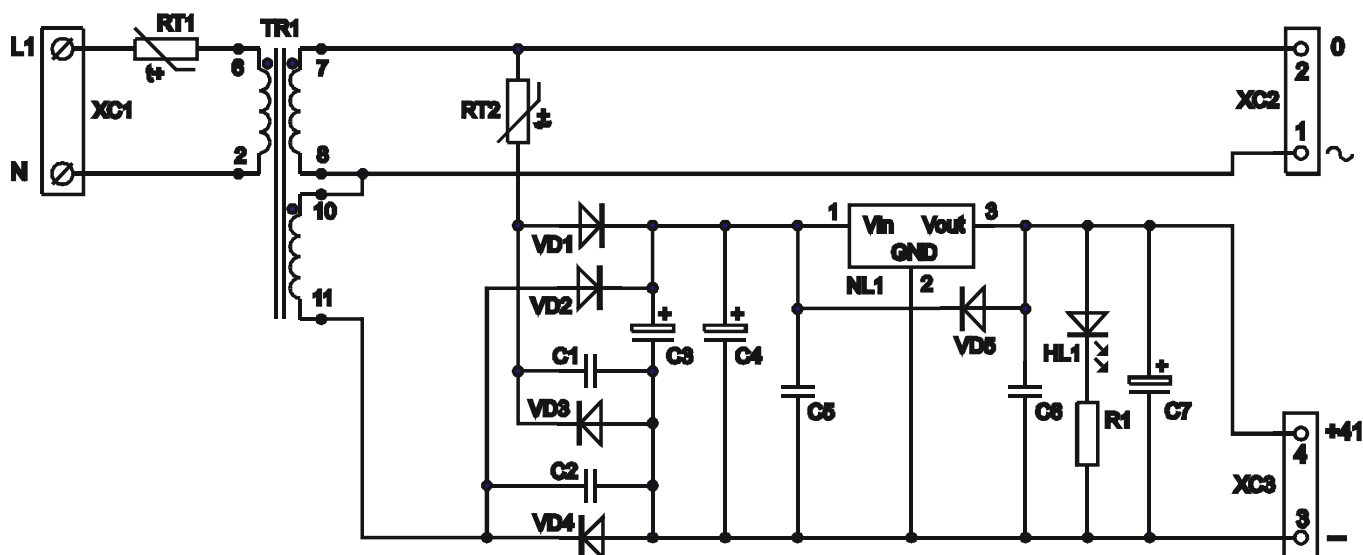 RT1
TR1
L1
t+
6
7
XC1
2
8
N
10
11
RT2
±
0
2
XC2
1
~
VD1
VD2
1
Vin
Vout
3
GND
NL1
2
+
C3
+
C4
VD5
HL1
+
C7
C1
VD3
C5
C6
R1
C2
VD4
+41
4
XC3
3
–